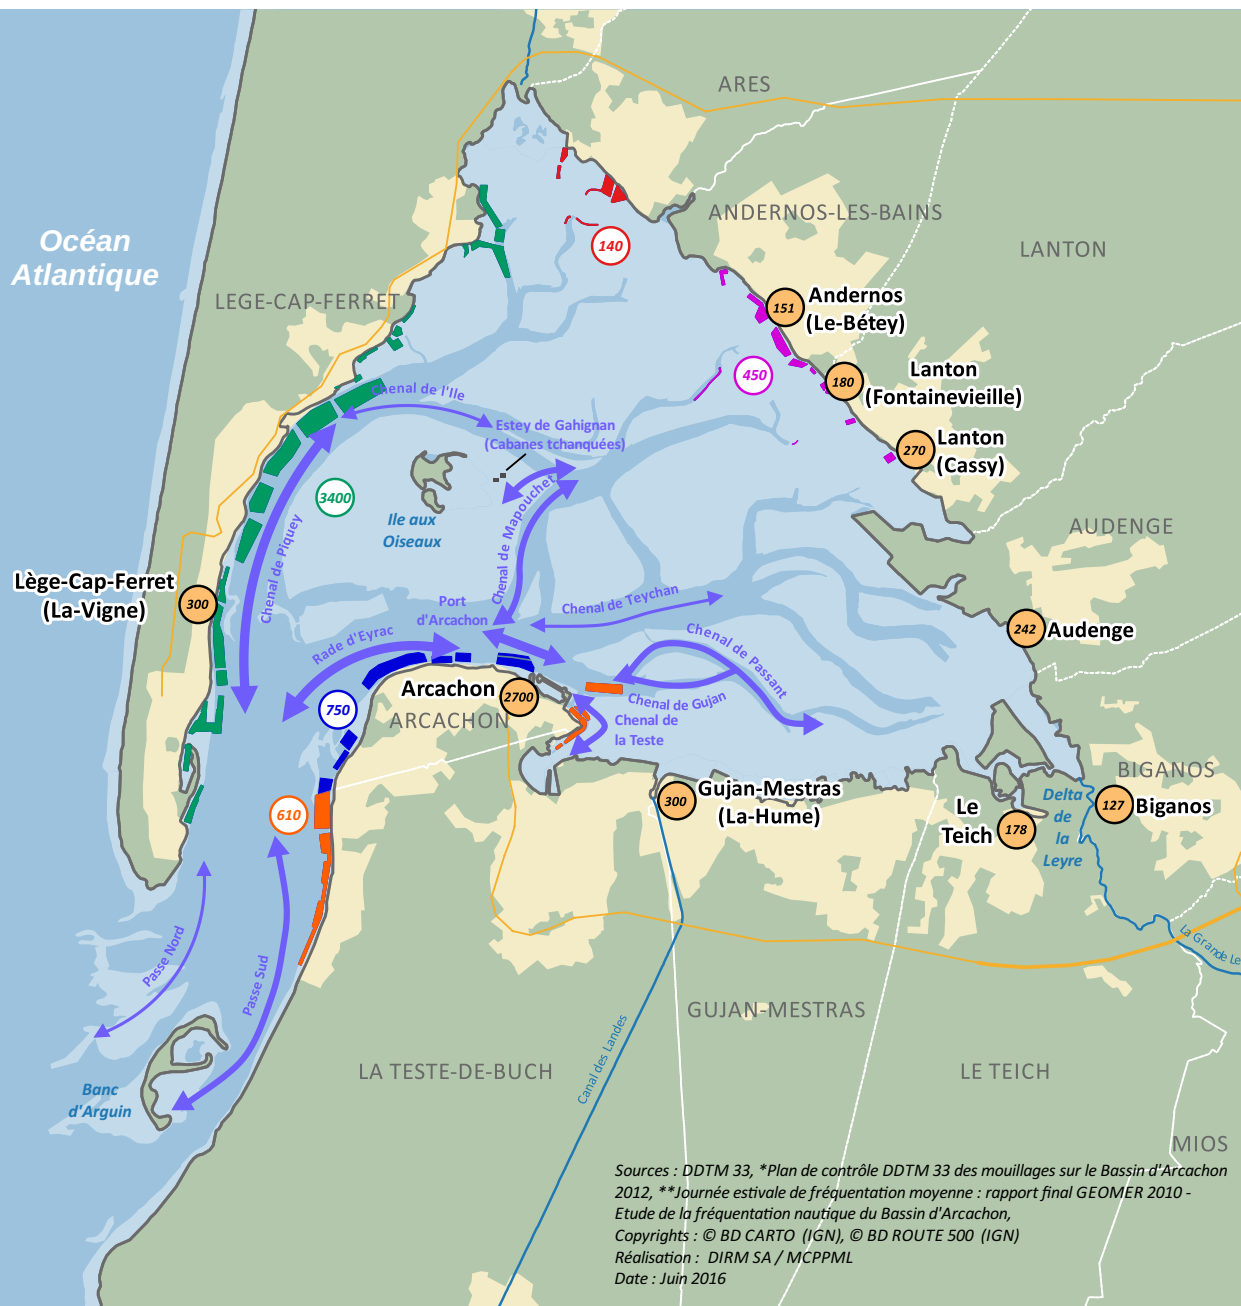 ARES
ANDERNOS-LES-BAINS
Océan
Atlantique
LANTON
140
LEGE-CAP-FERRET
151
Andernos
(Le-Bétey)
450
180
Lanton
(Fontainevieille)
Chenal de l'Ile
Estey de Gahignan
(Cabanes tchanquées)
270
Lanton
(Cassy)
3400
Ile aux
Oiseaux
Chenal de Mapouchet
AUDENGE
Chenal de Piquey
Lège-Cap-Ferret
(La-Vigne)
300
Port
d'Arcachon
Chenal de Teychan
242
Audenge
Rade d'Eyrac
Chenal de Passant
Arcachon
2700
750
ARCACHON
Chenal de Gujan
Chenal de
la Teste
BIGANOS
610
300
Gujan-Mestras
(La-Hume)
Le
Teich
178
Delta
de
la
Leyre
127
Biganos
Passe Nord
Passe Sud
La Grande Le
GUJAN-MESTRAS
Canal des Landes
LA TESTE-DE-BUCH
LE TEICH
Banc
d'Arguin
MIOS
Sources : DDTM 33, *Plan de contrôle DDTM 33 des mouillages sur le Bassin d'Arcachon
2012, **Journée estivale de fréquentation moyenne : rapport final GEOMER 2010 -
Etude de la fréquentation nautique du Bassin d'Arcachon,
Copyrights : © BD CARTO (IGN), © BD ROUTE 500 (IGN)
Réalisation : DIRM SA / MCPPML
Date : Juin 2016